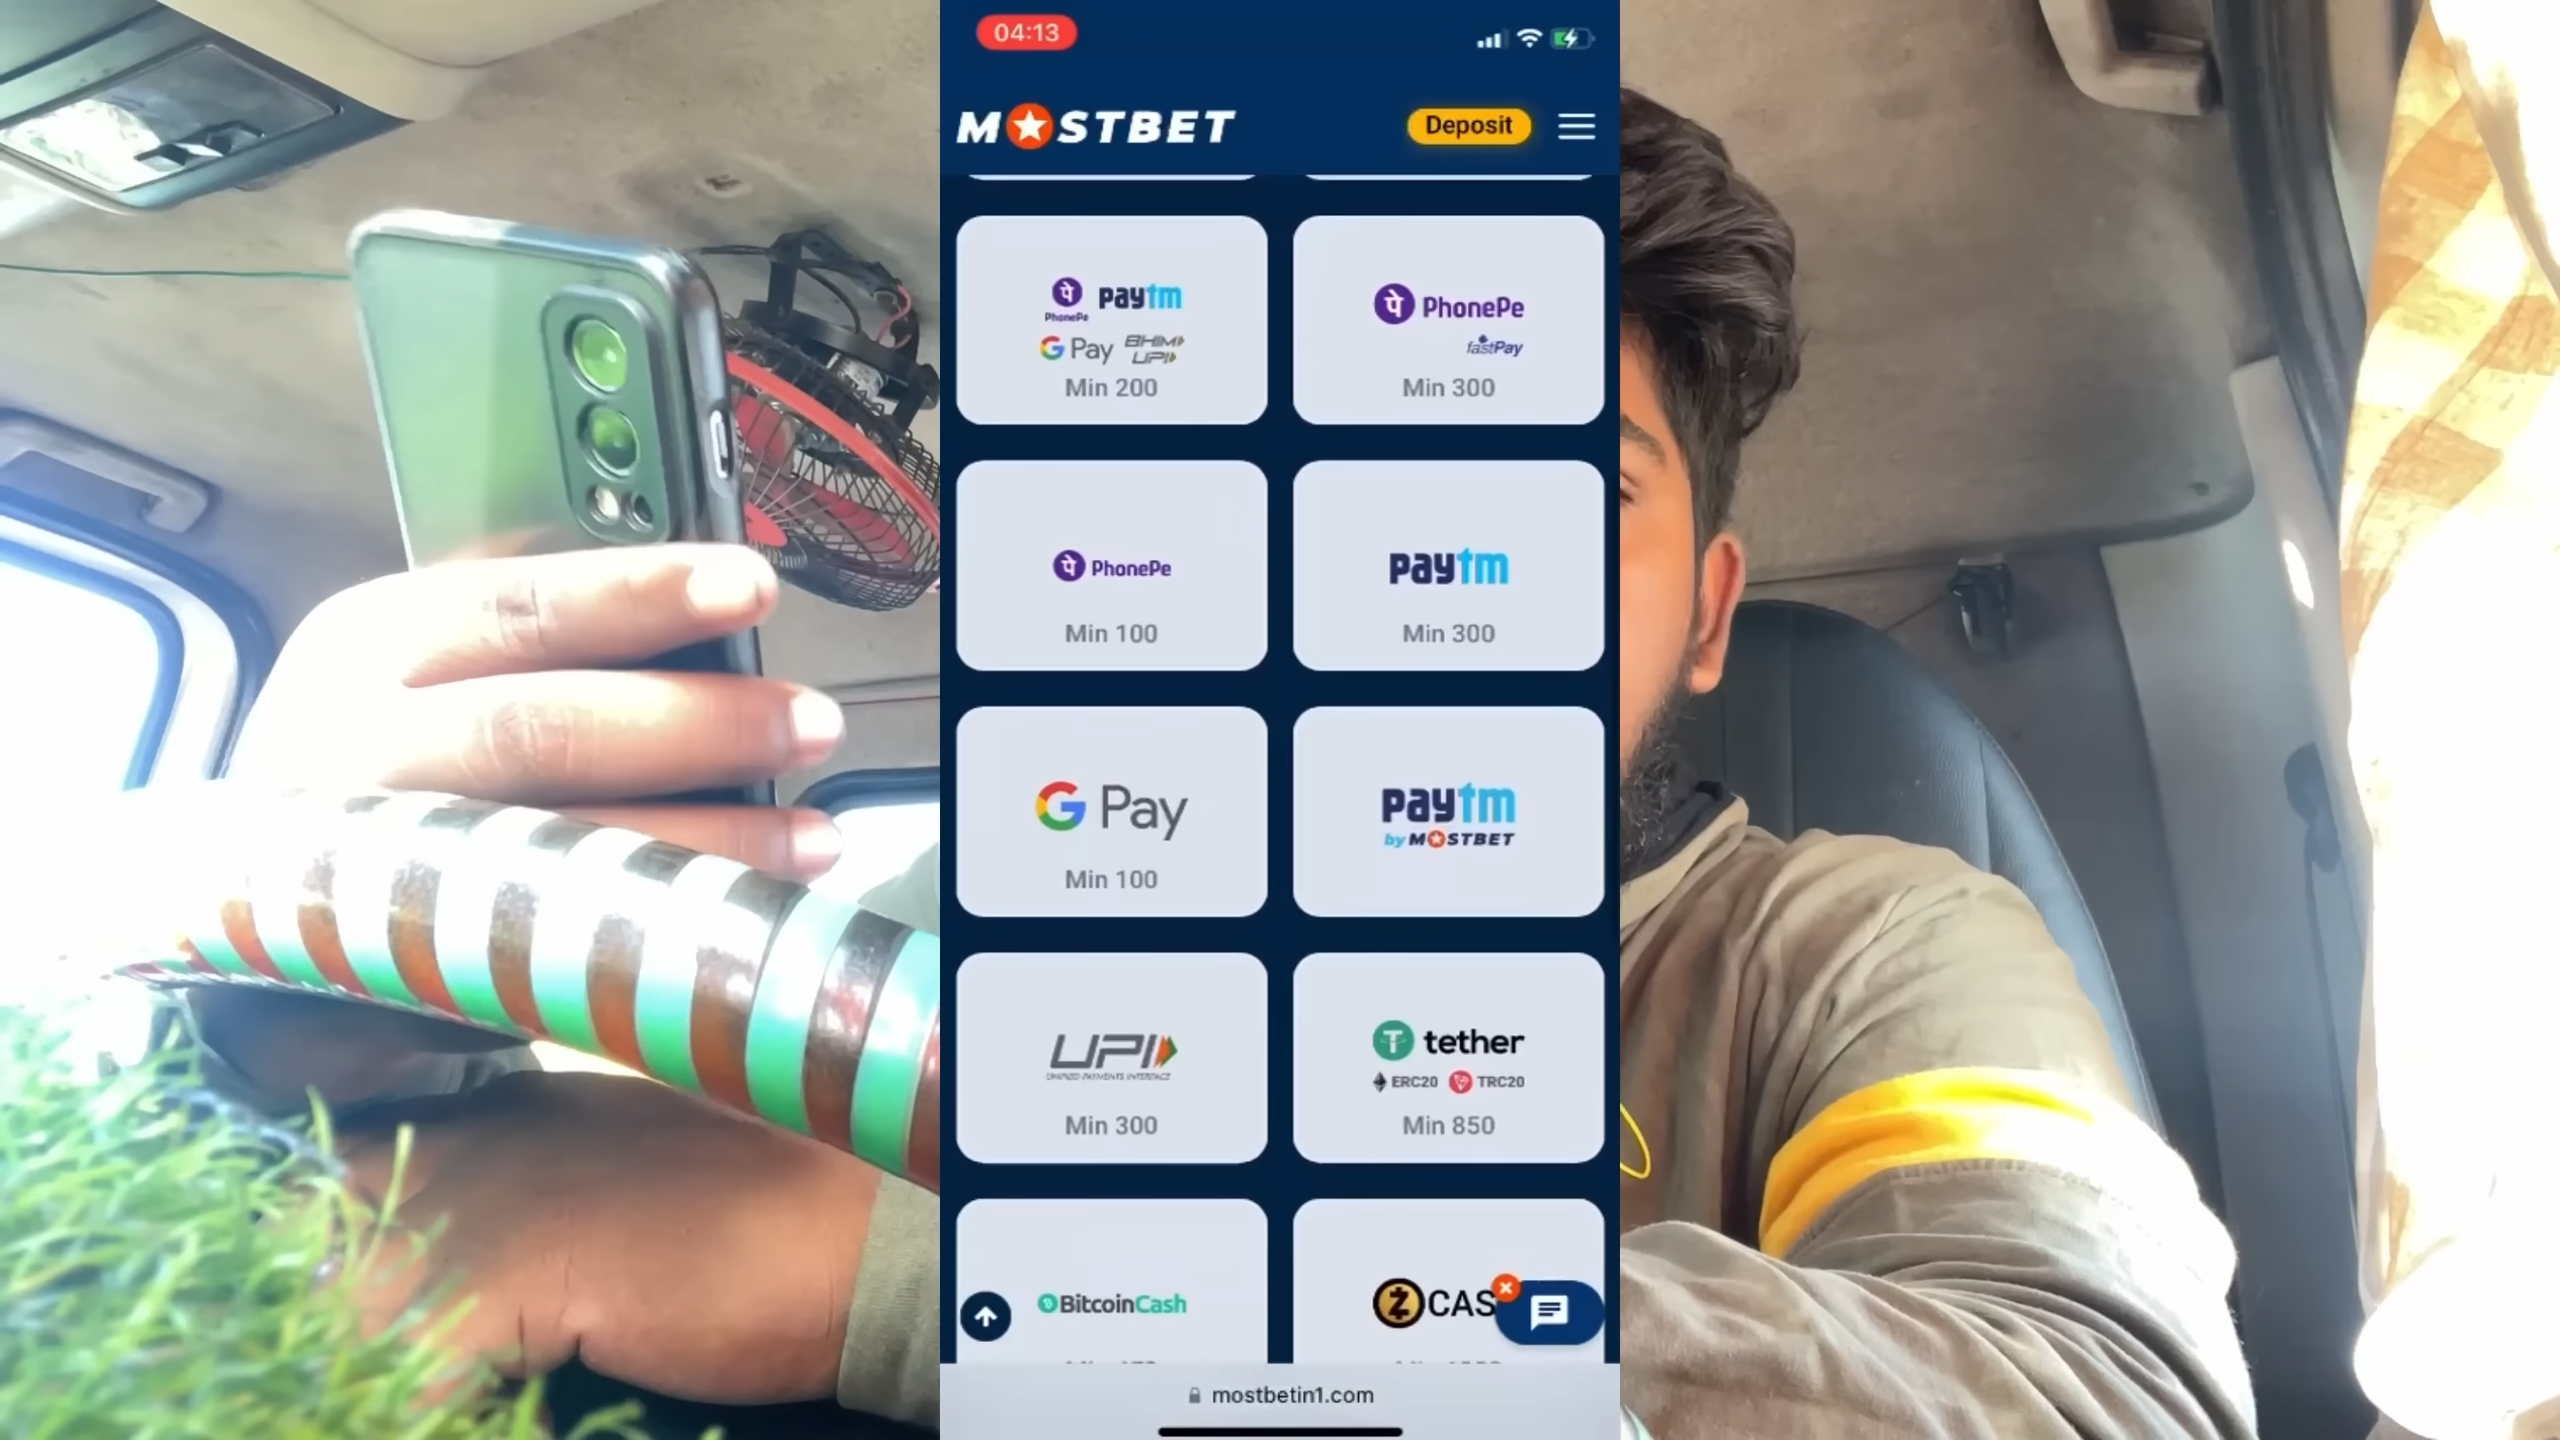 04:13
MOSTBET
Deposit
पे
PhonePe
paytm
G Pay
BHIM
UPI
Min 200
पे PhonePe
fastPay
Min 300
पे PhonePe
Min 100
paytm
Min 300
G Pay
Min 100
paytm
by MOSTBET
UPI
UNIFIED PAYMENTS INTERFACE
Min 300
tether
ERC20 TRC20
Min 850
BitcoinCash
CAS
mostbetin1.com